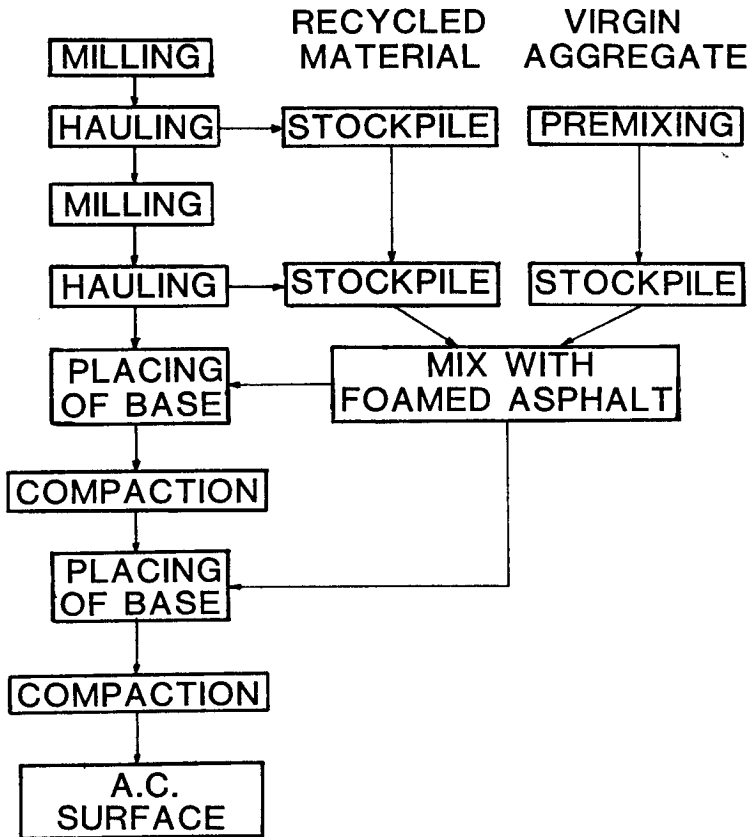 RECYCLED
MATERIAL
VIRGIN
AGGREGATE
MILLING
HAULING
STOCKPILE
PREMIXING
MILLING
HAULING
STOCKPILE
STOCKPILE
PLACING
OF BASE
MIX WITH
FOAMED ASPHALT
COMPACTION
PLACING
OF BASE
COMPACTION
A.C.
SURFACE